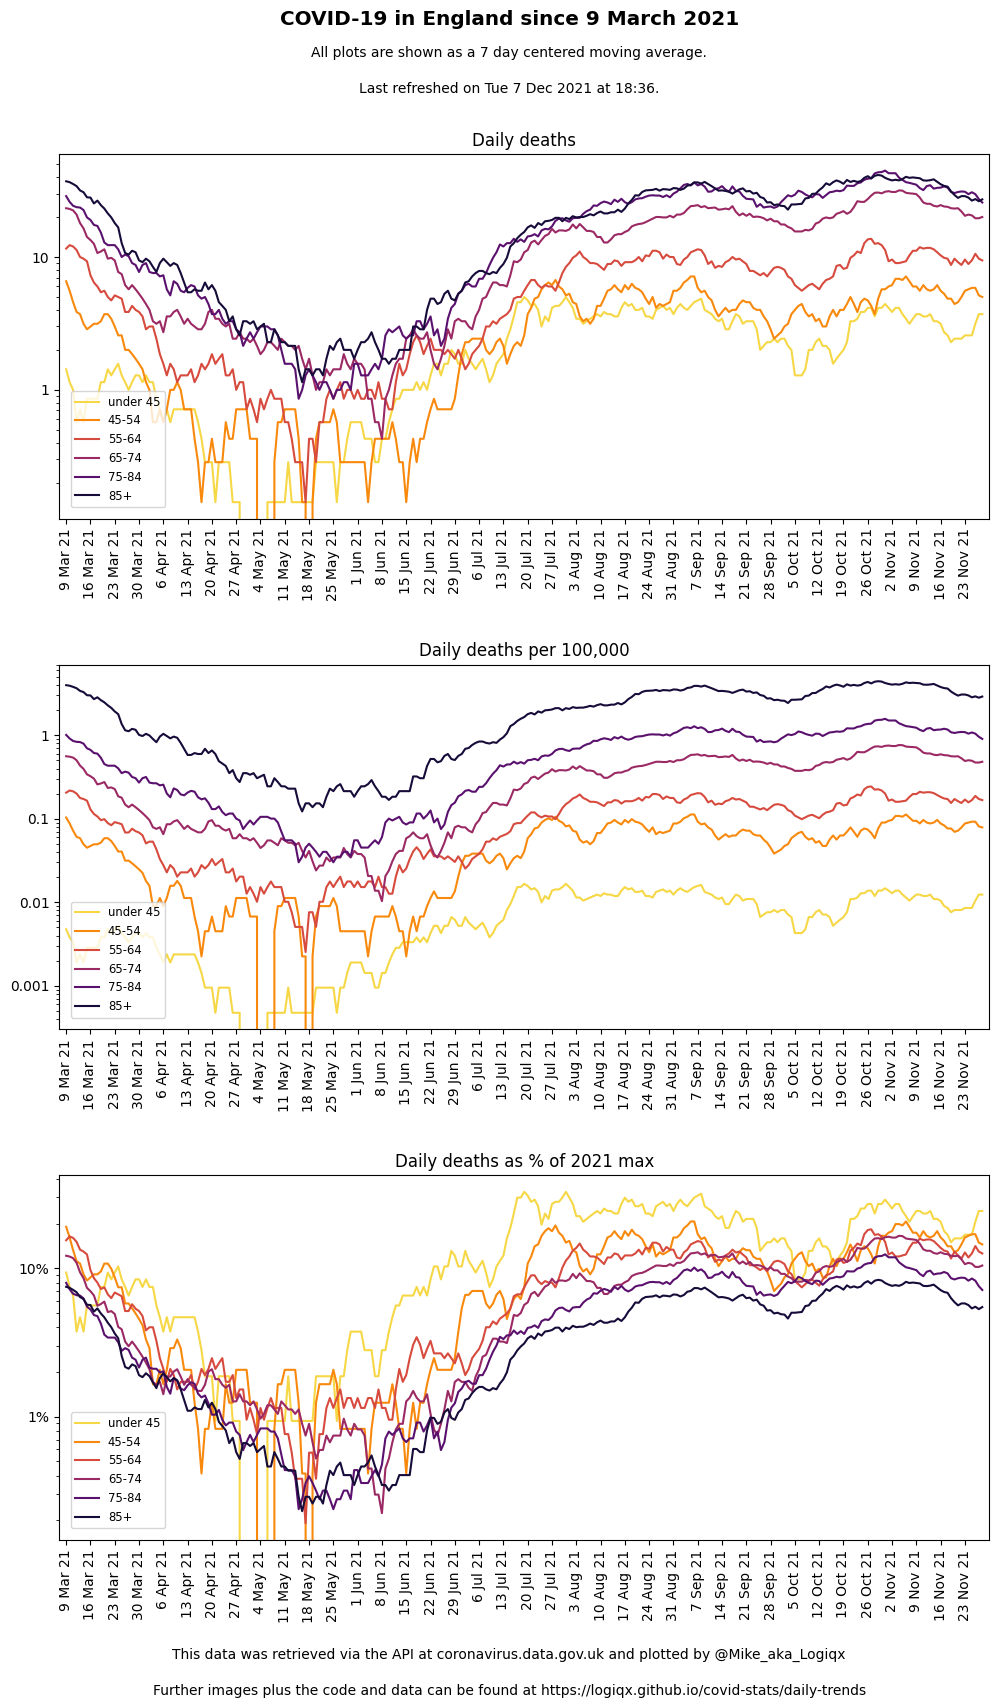 COVID-19 in England since 9 March 2021
All plots are shown as a 7 day centered moving average.
Last refreshed on Tue 7 Dec 2021 at 18:36.
Daily deaths
10
1
under 45
45-54
55-64
65-74
75-84
85+
9 Mar 21
16 Mar 21
23 Mar 21
30 Mar 21
6 Apr 21
13 Apr 21
20 Apr 21
27 Apr 21
4 May 21
11 May 21
18 May 21
25 May 21
1 Jun 21
8 Jun 21
15 Jun 21
22 Jun 21
29 Jun 21
6 Jul 21
13 Jul 21
20 Jul 21
27 Jul 21
3 Aug 21
10 Aug 21
17 Aug 21
24 Aug 21
31 Aug 21
7 Sep 21
14 Sep 21
21 Sep 21
28 Sep 21
5 Oct 21
12 Oct 21
19 Oct 21
26 Oct 21
2 Nov 21
9 Nov 21
16 Nov 21
23 Nov 21
Daily deaths per 100,000
1
0.1
0.01
0.001
under 45
45-54
55-64
65-74
75-84
85+
9 Mar 21
16 Mar 21
23 Mar 21
30 Mar 21
6 Apr 21
13 Apr 21
20 Apr 21
27 Apr 21
4 May 21
11 May 21
18 May 21
25 May 21
1 Jun 21
8 Jun 21
15 Jun 21
22 Jun 21
29 Jun 21
6 Jul 21
13 Jul 21
20 Jul 21
27 Jul 21
3 Aug 21
10 Aug 21
17 Aug 21
24 Aug 21
31 Aug 21
7 Sep 21
14 Sep 21
21 Sep 21
28 Sep 21
5 Oct 21
12 Oct 21
19 Oct 21
26 Oct 21
2 Nov 21
9 Nov 21
16 Nov 21
23 Nov 21
Daily deaths as % of 2021 max
10%
1%
under 45
45-54
55-64
65-74
75-84
85+
9 Mar 21
16 Mar 21
23 Mar 21
30 Mar 21
6 Apr 21
13 Apr 21
20 Apr 21
27 Apr 21
4 May 21
11 May 21
18 May 21
25 May 21
1 Jun 21
8 Jun 21
15 Jun 21
22 Jun 21
29 Jun 21
6 Jul 21
13 Jul 21
20 Jul 21
27 Jul 21
3 Aug 21
10 Aug 21
17 Aug 21
24 Aug 21
31 Aug 21
7 Sep 21
14 Sep 21
21 Sep 21
28 Sep 21
5 Oct 21
12 Oct 21
19 Oct 21
26 Oct 21
2 Nov 21
9 Nov 21
16 Nov 21
23 Nov 21
This data was retrieved via the API at coronavirus.data.gov.uk and plotted by @Mike_aka_Logiqx
Further images plus the code and data can be found at https://logiqx.github.io/covid-stats/daily-trends